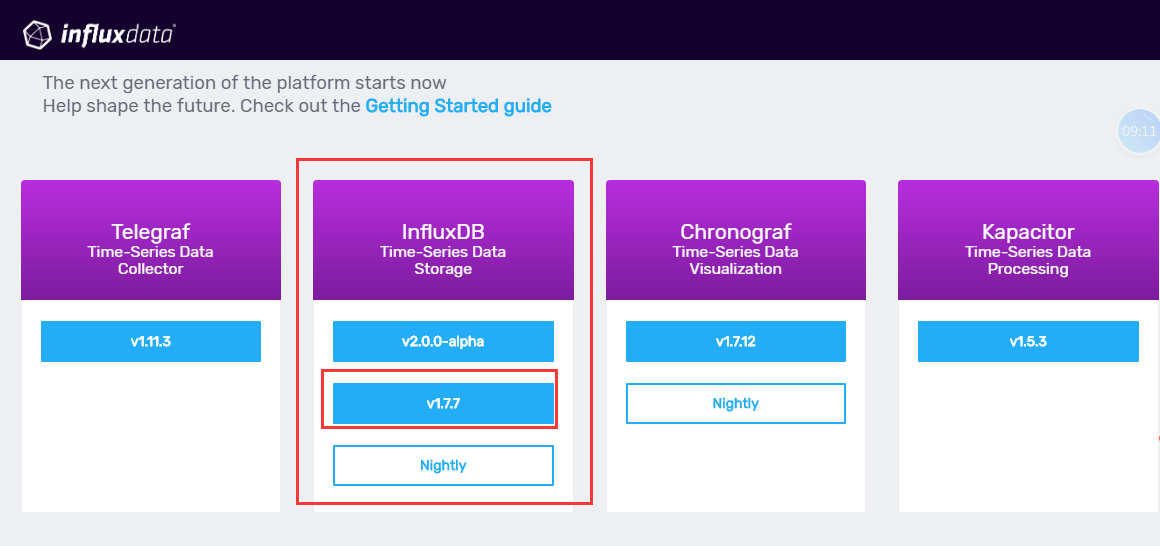 influxdata
The next generation of the platform starts now
Help shape the future. Check out the Getting Started guide
09:11
Telegraf
Time-Series Data
Collector
v1.11.3
InfluxDB
Time-Series Data
Storage
v2.0.0-alpha
v1.7.7
Nightly
Chronograf
Time-Series Data
Visualization
v1.7.12
Nightly
Kapacitor
Time-Series Data
Processing
v1.5.3